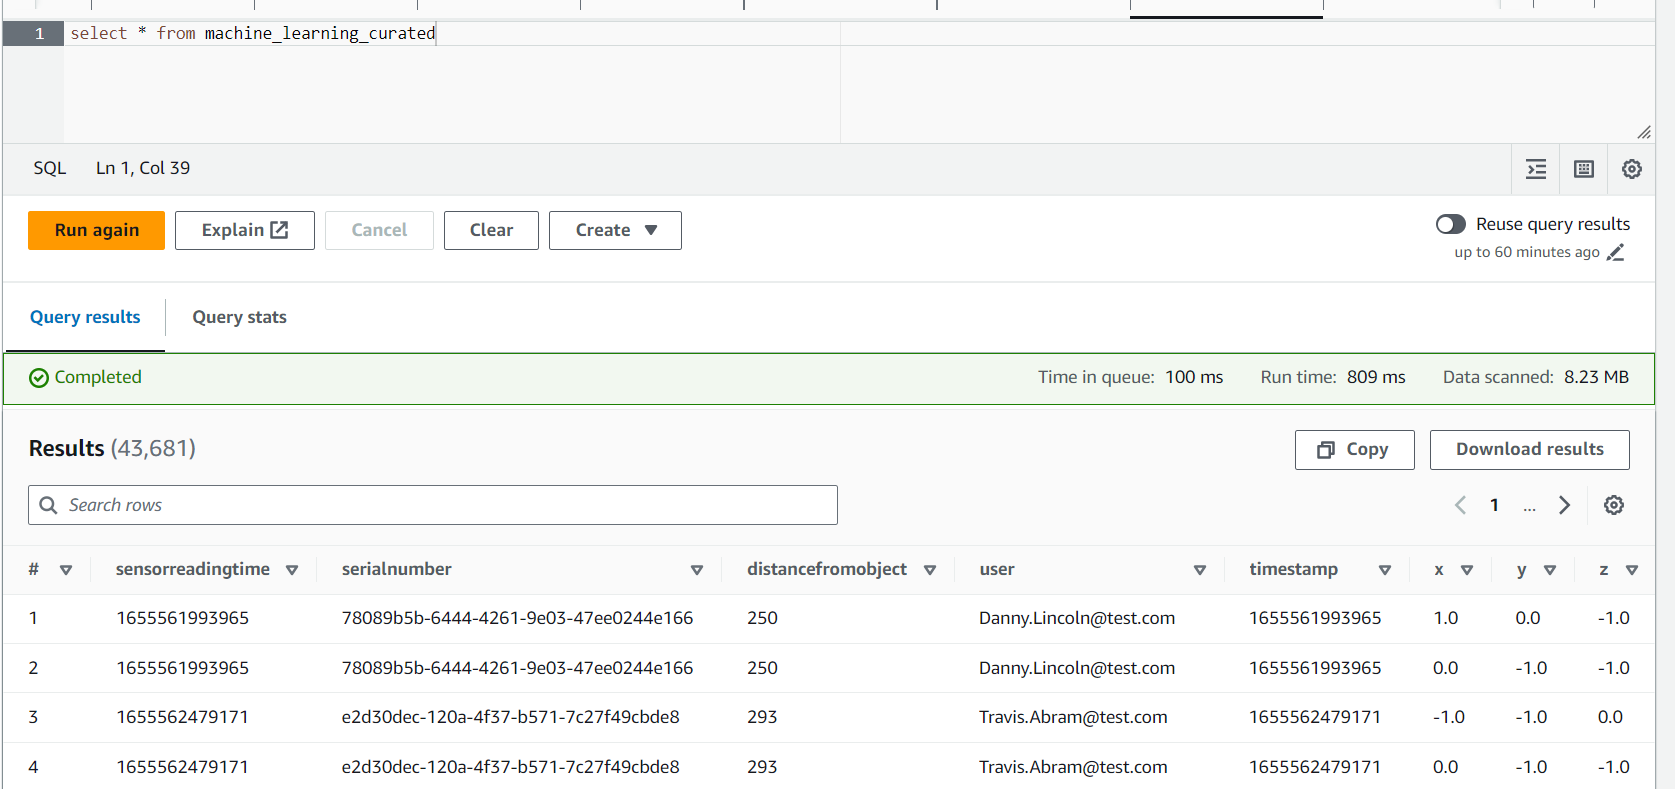 1 select * from machine_learning_curated
SQL Ln 1, Col 39
Run again Explain Cancel Clear Create Reuse query results
up to 60 minutes ago
Query results Query stats
Completed Time in queue: 100 ms Run time: 809 ms Data scanned: 8.23 MB
Results (43,681) Copy Download results
Search rows 1 ...
# sensorreadingtime serialnumber distancefromobject user timestamp x y z
1 1655561993965 78089b5b-6444-4261-9e03-47ee0244e166 250 Danny.Lincoln@test.com 1655561993965 1.0 0.0 -1.0
2 1655561993965 78089b5b-6444-4261-9e03-47ee0244e166 250 Danny.Lincoln@test.com 1655561993965 0.0 -1.0 -1.0
3 1655562479171 e2d30dec-120a-4f37-b571-7c27f49cbde8 293 Travis.Abram@test.com 1655562479171 -1.0 -1.0 0.0
4 1655562479171 e2d30dec-120a-4f37-b571-7c27f49cbde8 293 Travis.Abram@test.com 1655562479171 0.0 -1.0 -1.0